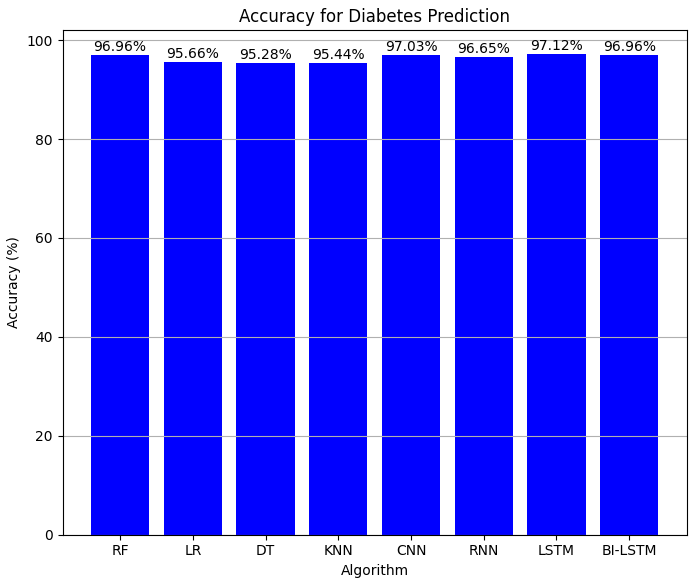 Accuracy for Diabetes Prediction
100
80
60
40
20
0
Accuracy (%)
96.96%
95.66%
95.28%
95.44%
97.03%
96.65%
97.12%
96.96%
RF
LR
DT
KNN
CNN
RNN
LSTM
BI-LSTM
Algorithm